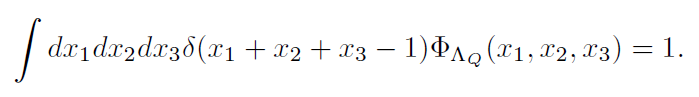 ∫ dx₁dx₂dx₃δ(x₁ + x₂ + x₃ − 1)Φ_{Λ_Q}(x₁, x₂, x₃) = 1.